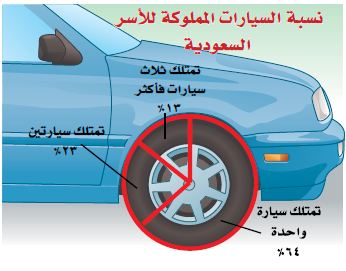 نسبة السيارات المملوكة للأسر
السعودية
تمتلك ثلاث
سيارات فأكثر
١٣٪
تمتلك سيارتين
٢٣٪
تمتلك سيارة
واحدة
٦٤٪